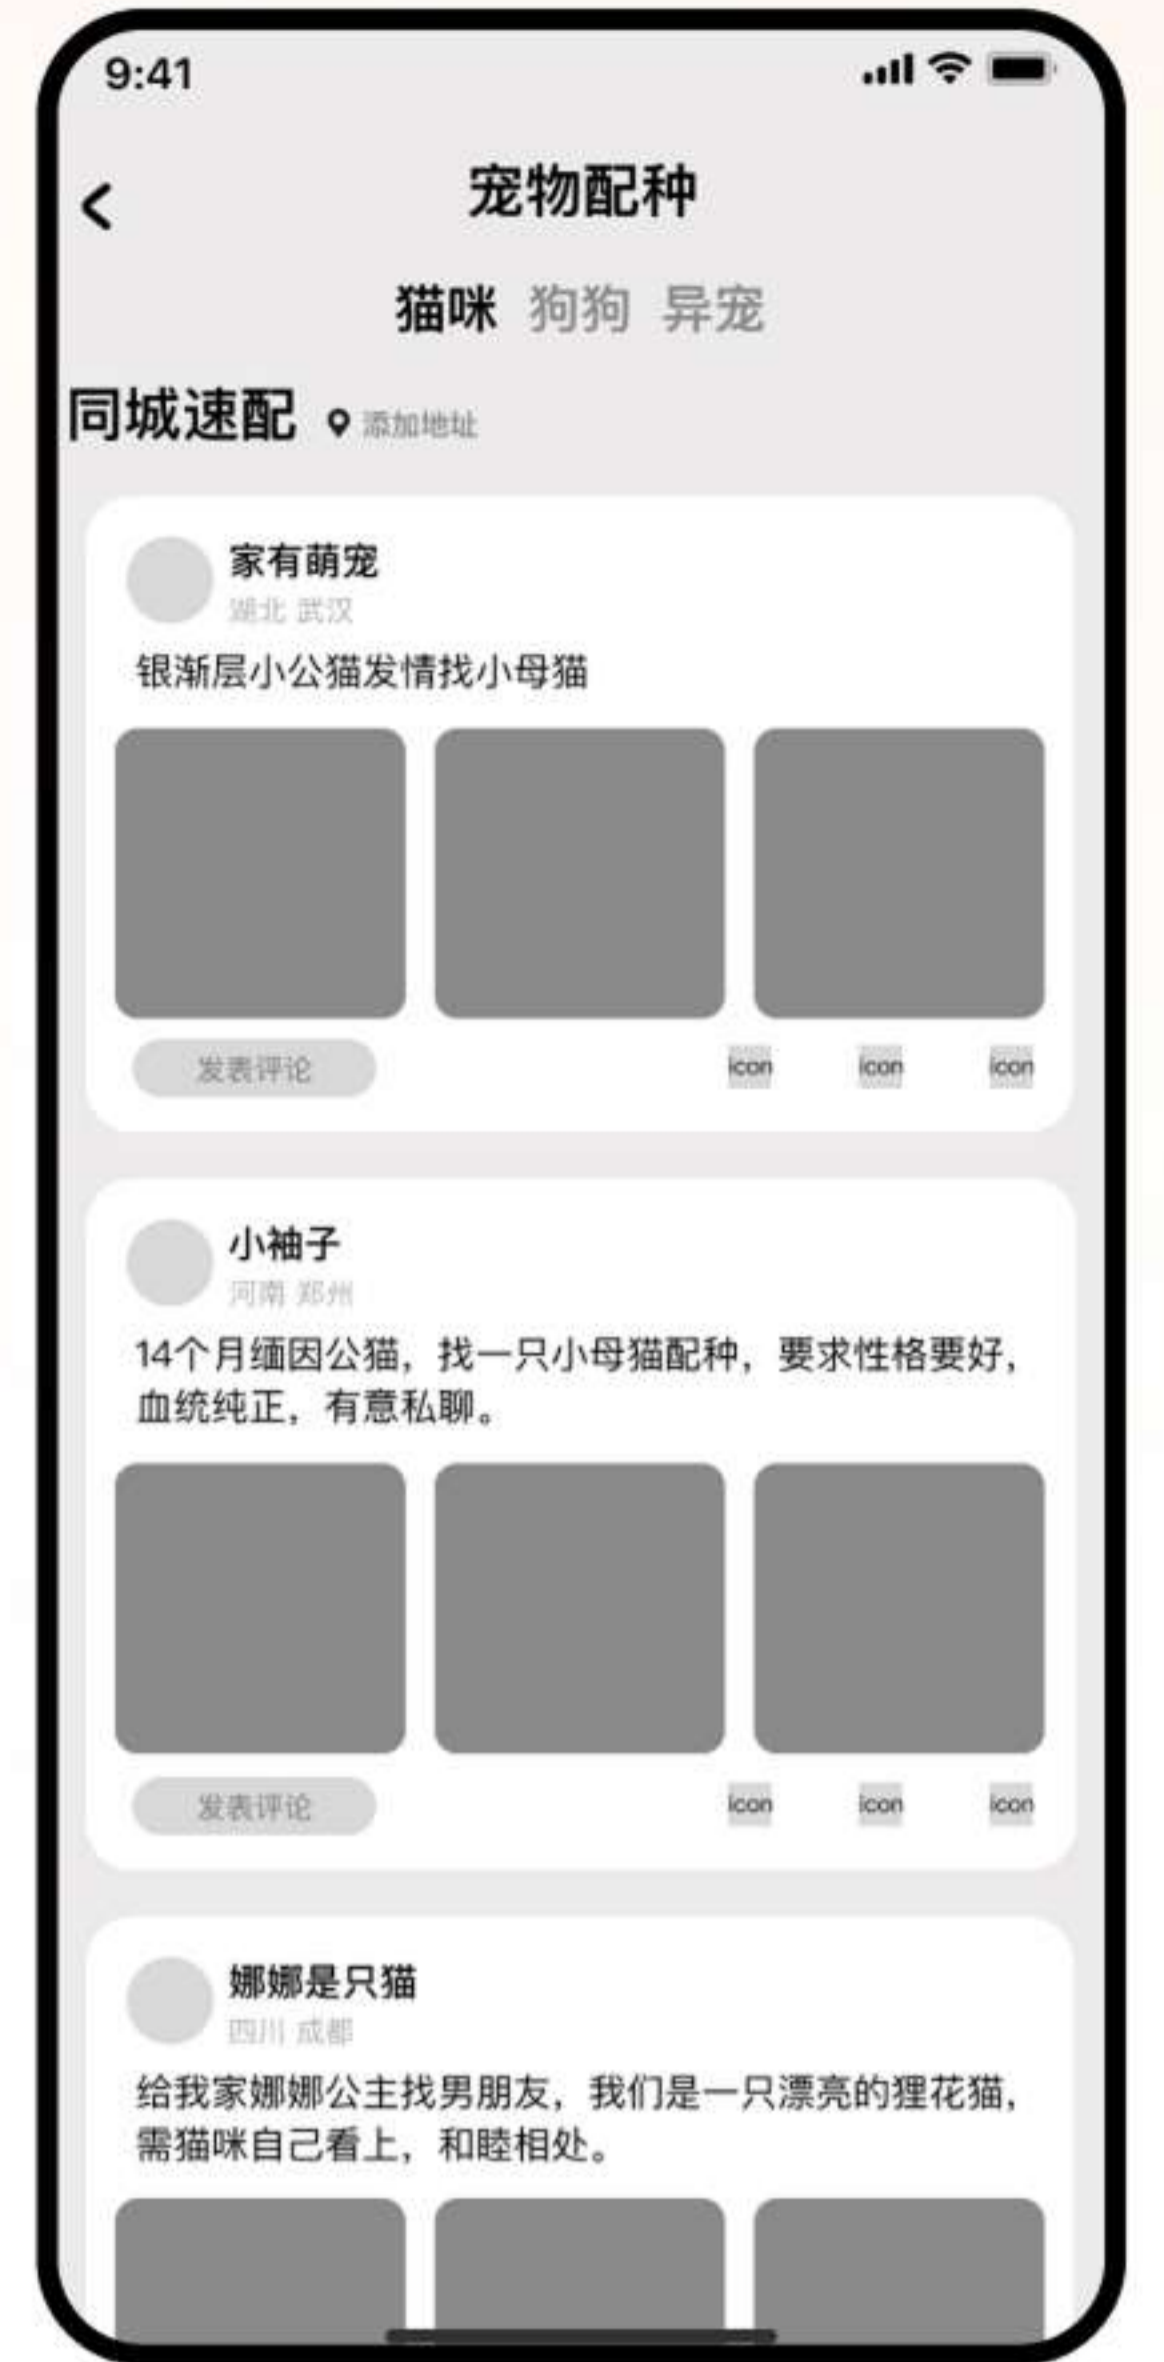 9:41
宠物配种
猫咪 狗狗 异宠
同城速配 添加地址
家有萌宠
湖北 武汉
银渐层小公猫发情找小母猫
发表评论 icon icon icon
小袖子
河南 郑州
14个月缅因公猫，找一只小母猫配种，要求性格要好，
血统纯正，有意私聊。
发表评论 icon icon icon
娜娜是只猫
四川 成都
给我家娜娜公主找男朋友，我们是一只漂亮的狸花猫，
需猫咪自己看上，和睦相处。